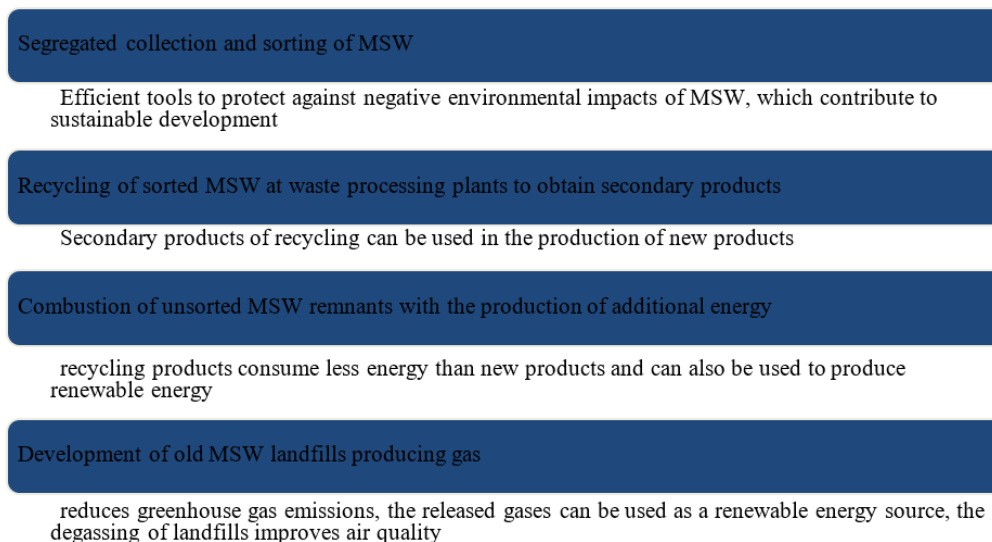 Segregated collection and sorting of MSW
Efficient tools to protect against negative environmental impacts of MSW, which contribute to
sustainable development
Recycling of sorted MSW at waste processing plants to obtain secondary products
Secondary products of recycling can be used in the production of new products
Combustion of unsorted MSW remnants with the production of additional energy
recycling products consume less energy than new products and can also be used to produce
renewable energy
Development of old MSW landfills producing gas
reduces greenhouse gas emissions, the released gases can be used as a renewable energy source, the
degassing of landfills improves air quality